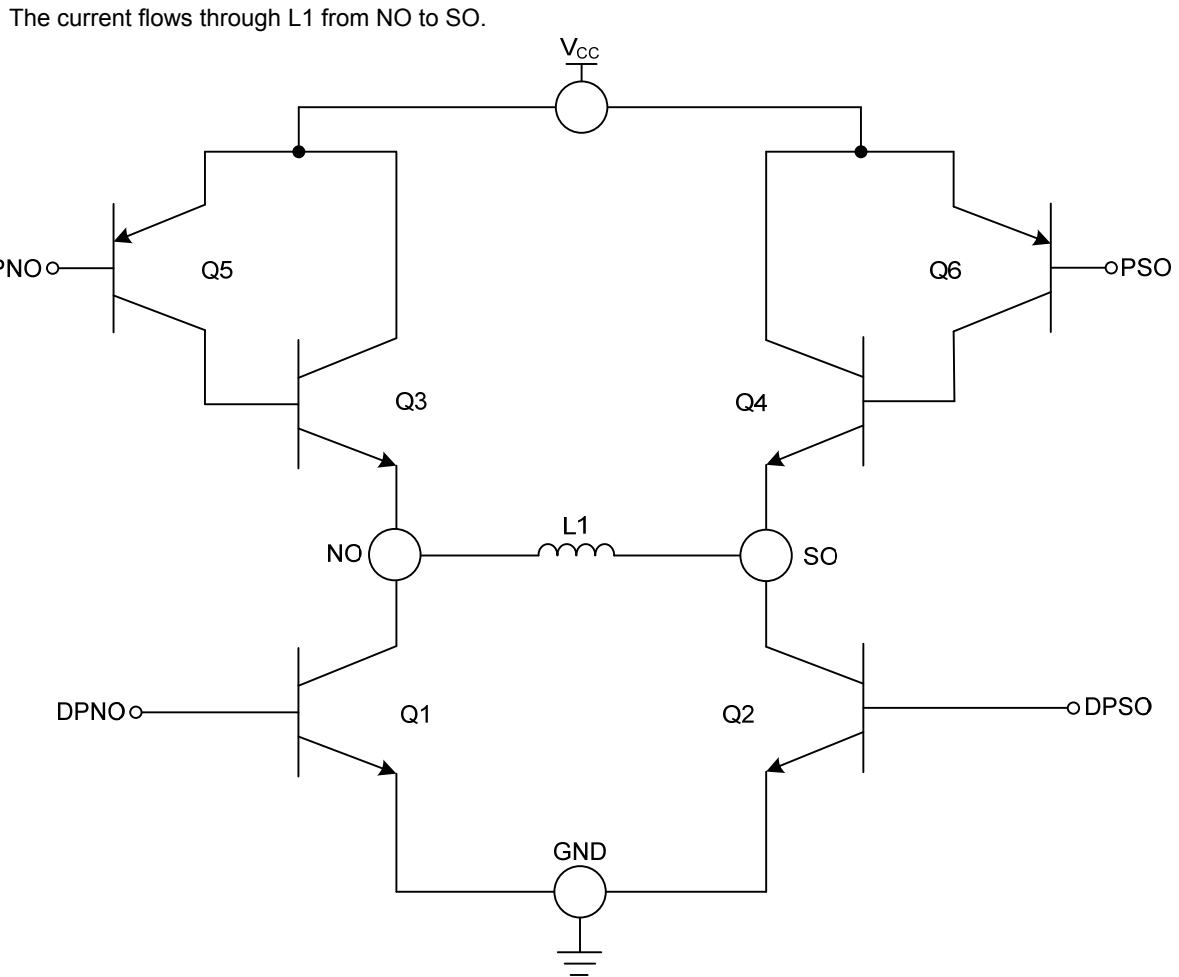 The current flows through L1 from NO to SO.
VCC
PNO
Q5
Q6
PSO
Q3
Q4
L1
NO
SO
DPNO
Q1
Q2
DPSO
GND